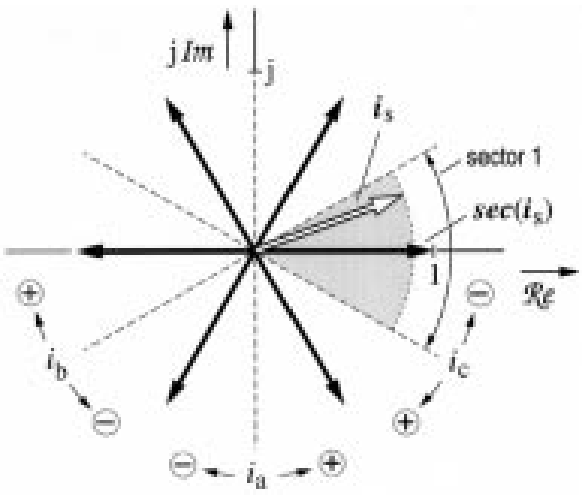 j Im
j
i_s
sector 1
sec(i_s)
1
Re
+
−
i_b
i_c
−
+
−
i_a
+